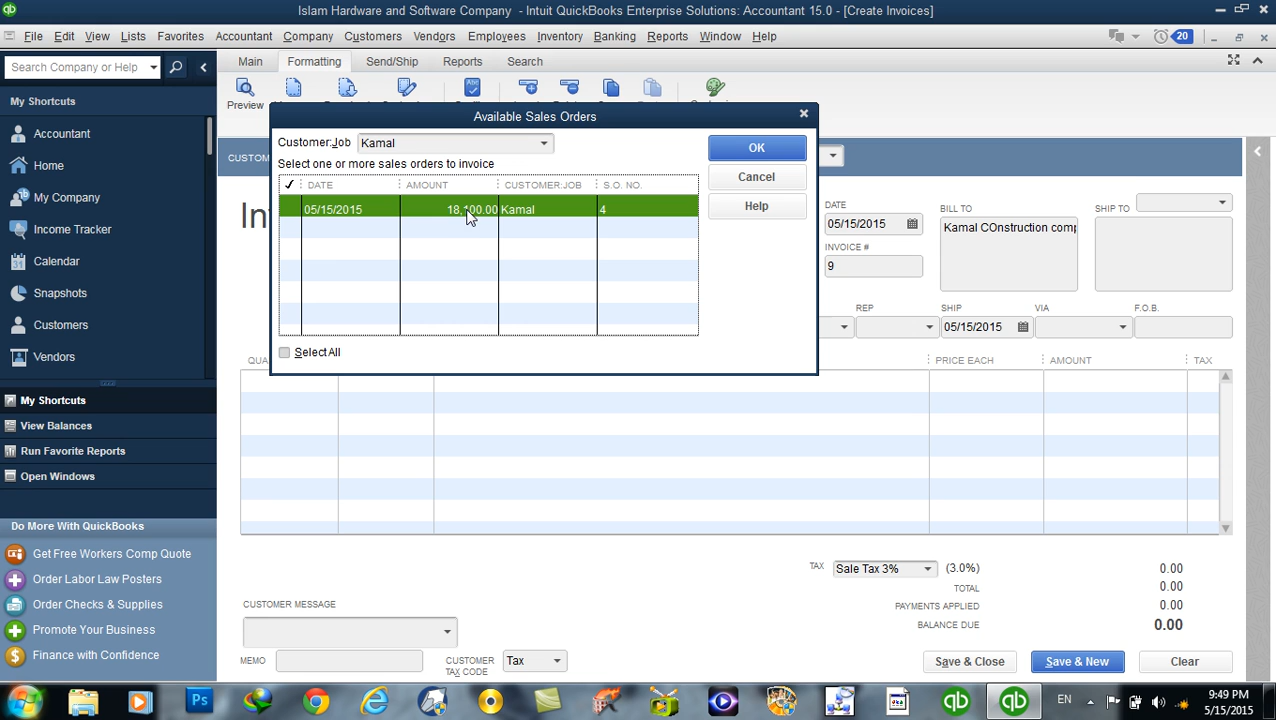 Islam Hardware and Software Company - Intuit QuickBooks Enterprise Solutions: Accountant 15.0 - [Create Invoices]
File Edit View Lists Favorites Accountant Company Customers Vendors Employees Inventory Banking Reports Window Help 20
Search Company or Help
Main Formatting Send/Ship Reports Search
My Shortcuts
Preview
Accountant
Home
My Company
Income Tracker
Calendar
Snapshots
Customers
Vendors
My Shortcuts
View Balances
Run Favorite Reports
Open Windows
Do More With QuickBooks
Get Free Workers Comp Quote
Order Labor Law Posters
Order Checks & Supplies
Promote Your Business
Finance with Confidence
Available Sales Orders
Customer:Job Kamal
OK
Select one or more sales orders to invoice
Cancel
DATE AMOUNT CUSTOMER:JOB S.O. NO.
Help
05/15/2015 18,100.00 Kamal 4
Select All
DATE
05/15/2015
INVOICE #
9
BILL TO
Kamal COnstruction comp
SHIP TO
REP SHIP VIA F.O.B.
05/15/2015
QUA PRICE EACH AMOUNT TAX
TAX Sale Tax 3% (3.0%) 0.00
TOTAL 0.00
PAYMENTS APPLIED 0.00
BALANCE DUE 0.00
CUSTOMER MESSAGE
MEMO
CUSTOMER TAX CODE Tax
Save & Close Save & New Clear
EN
9:49 PM
5/15/2015